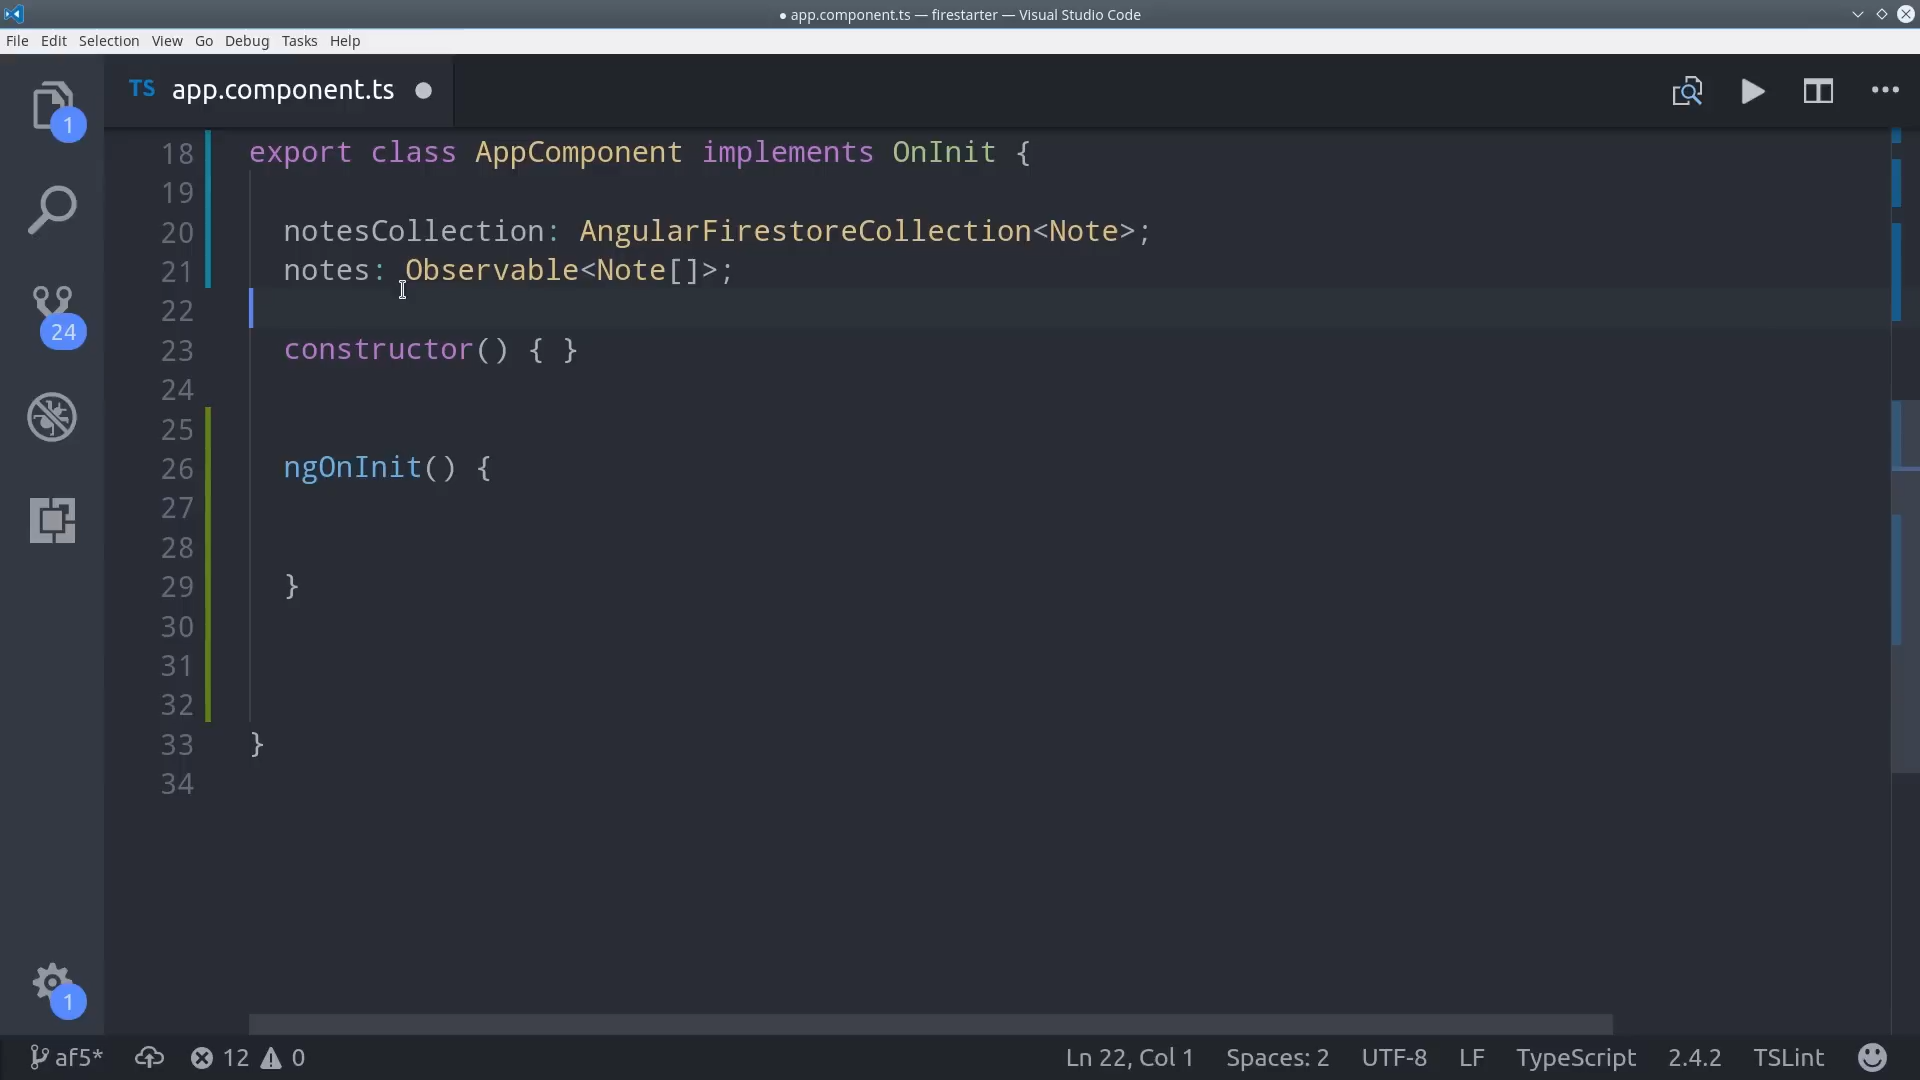 ● app.component.ts — firestarter — Visual Studio Code
File Edit Selection View Go Debug Tasks Help
TS app.component.ts ●
1
24
1
18 export class AppComponent implements OnInit {
19
20 notesCollection: AngularFirestoreCollection<Note>;
21 notes: Observable<Note[]>;
22
23 constructor() { }
24
25
26 ngOnInit() {
27
28
29 }
30
31
32
33 }
34
af5* 12 0 Ln 22, Col 1 Spaces: 2 UTF-8 LF TypeScript 2.4.2 TSLint